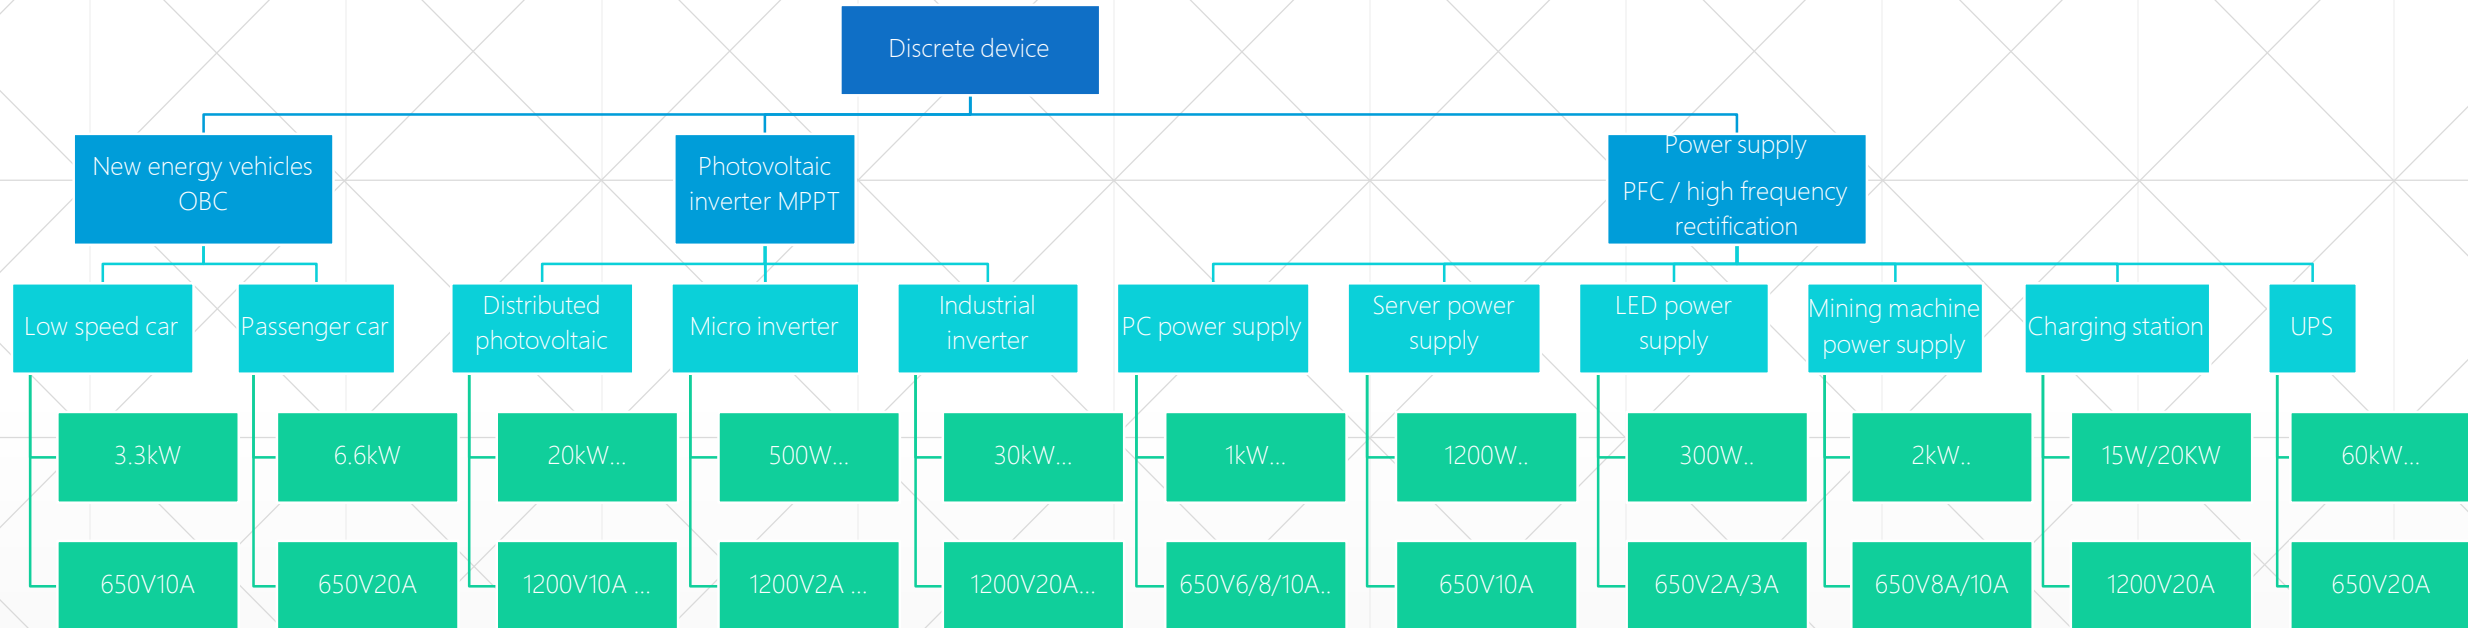 Discrete device
New energy vehicles
OBC
Photovoltaic
inverter MPPT
Power supply
PFC / high frequency
rectification
Low speed car
Passenger car
Distributed
photovoltaic
Micro inverter
Industrial
inverter
PC power supply
Server power
supply
LED power
supply
Mining machine
power supply
Charging station
UPS
3.3kW
6.6kW
20kW...
500W...
30kW...
1kW...
1200W..
300W..
2kW..
15W/20KW
60kW...
650V10A
650V20A
1200V10A ...
1200V2A ...
1200V20A...
650V6/8/10A..
650V10A
650V2A/3A
650V8A/10A
1200V20A
650V20A